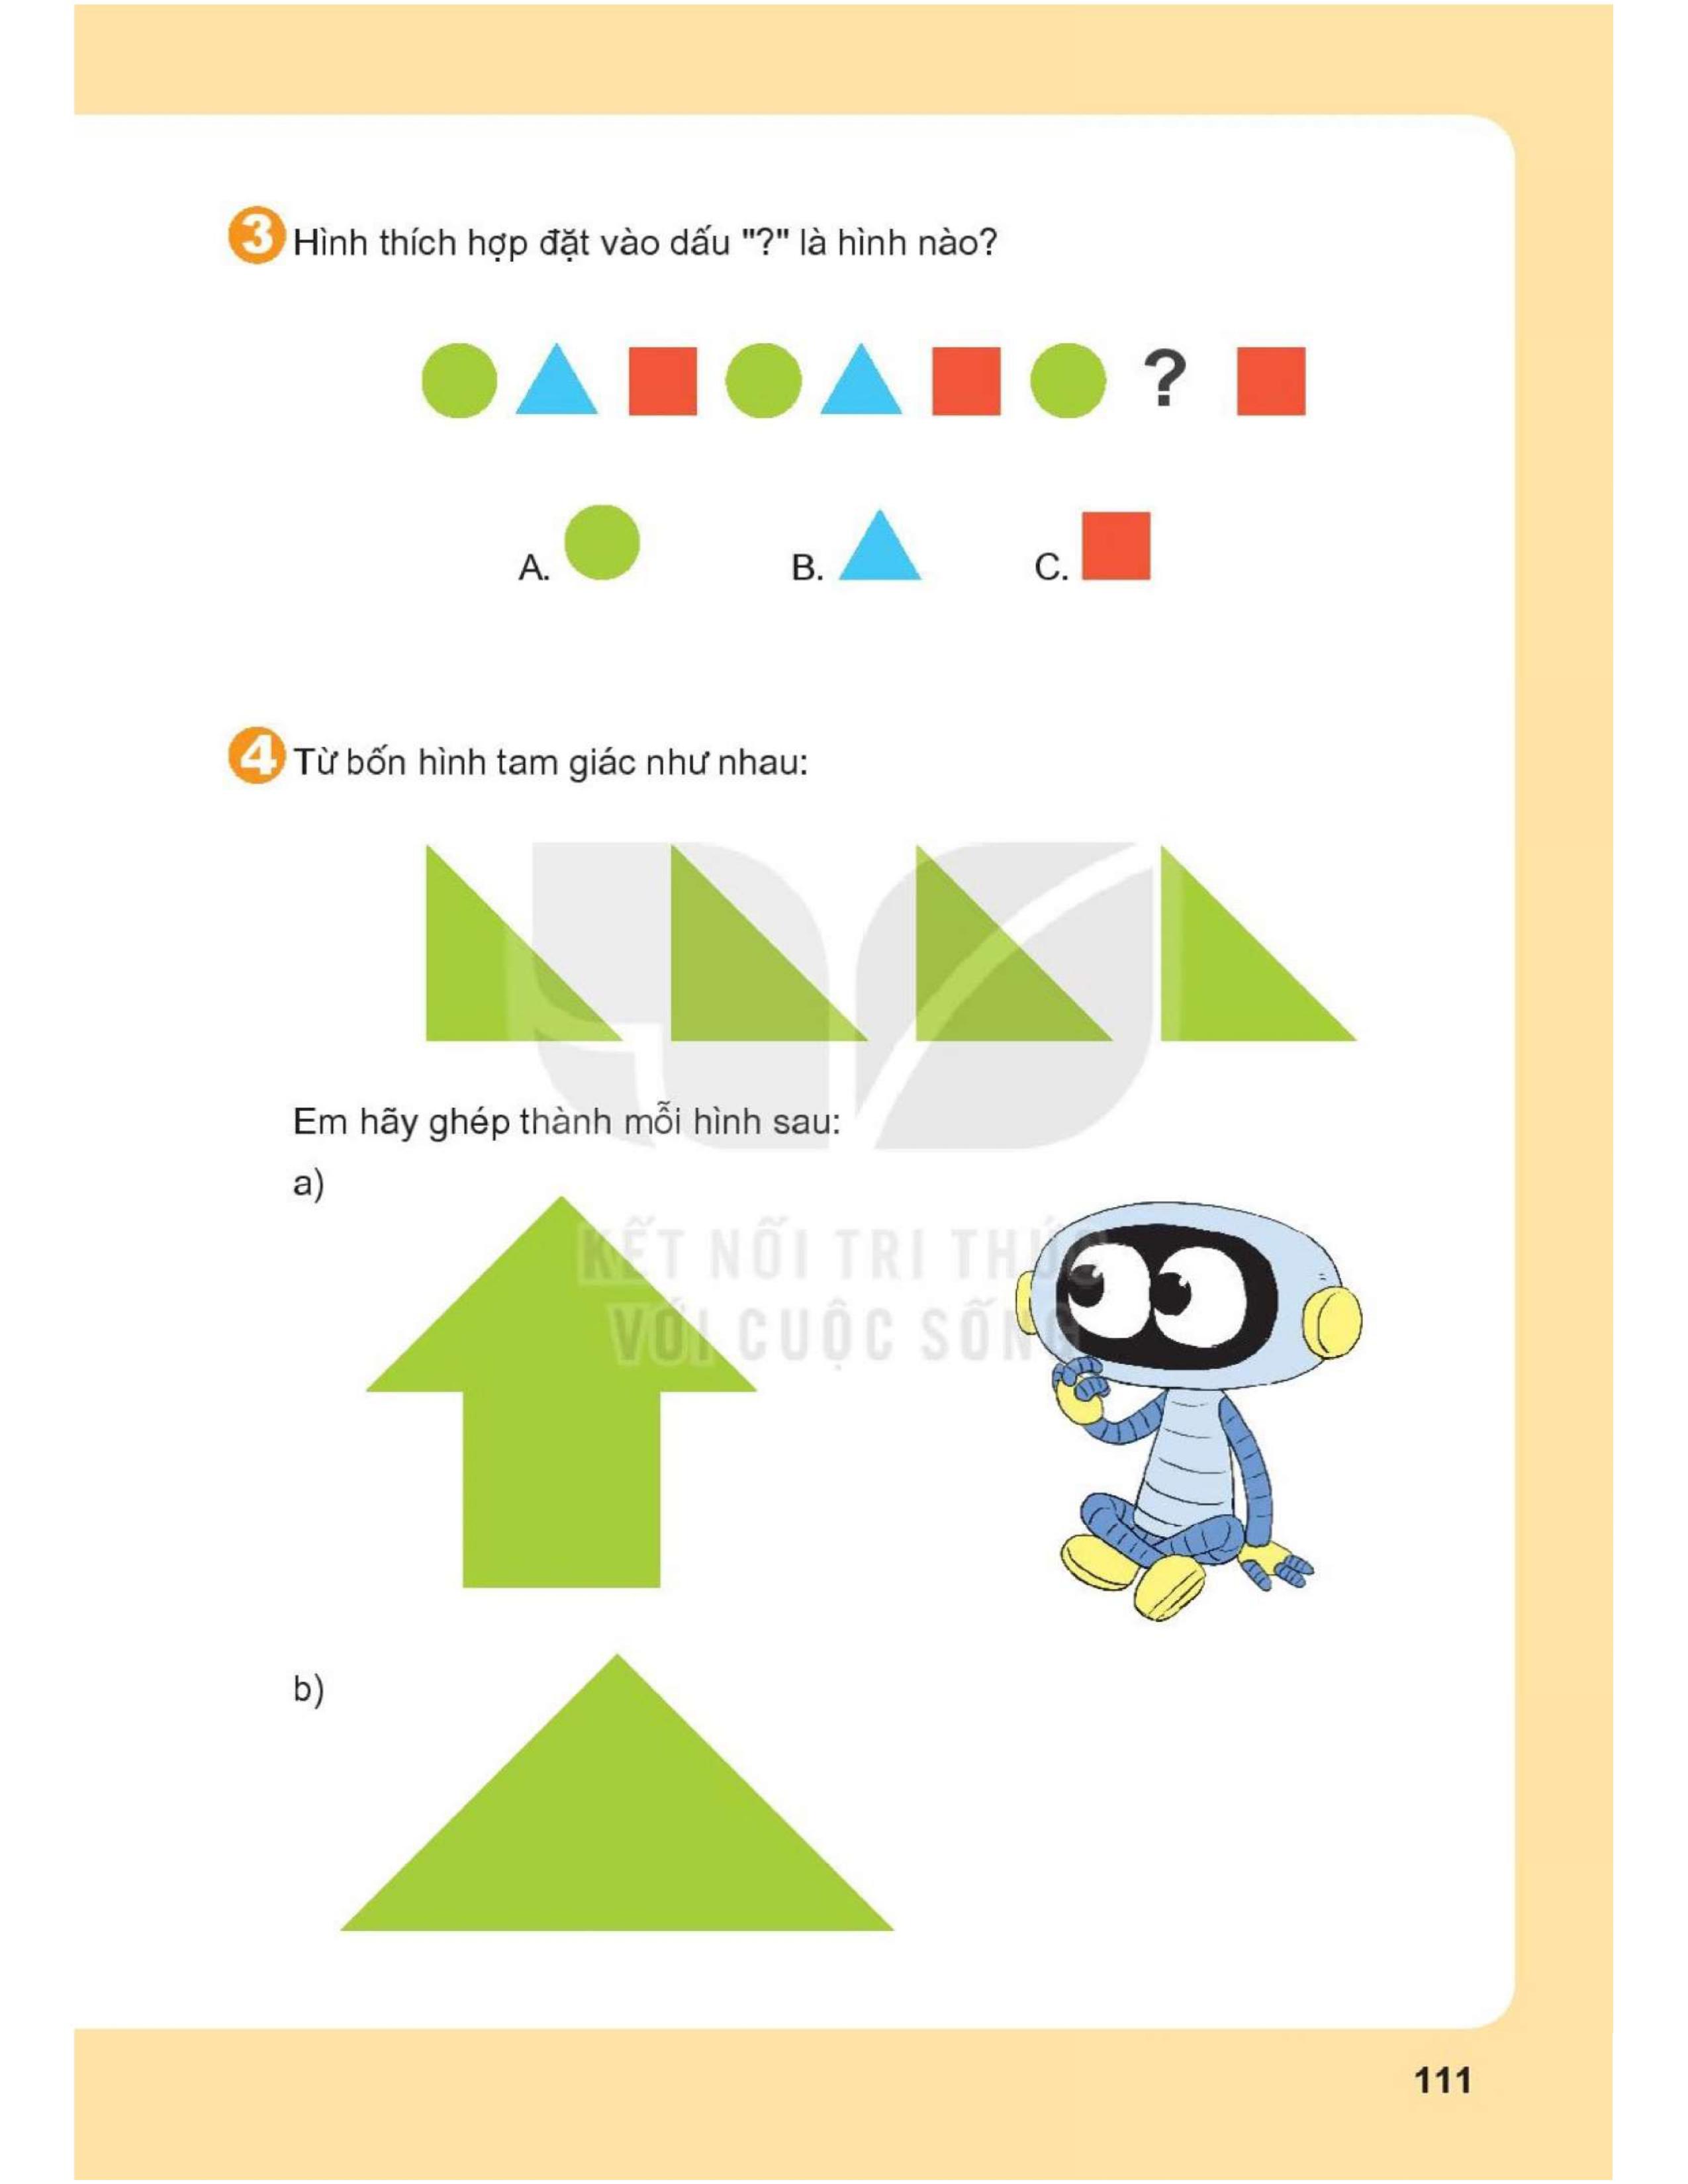 3 Hình thích hợp đặt vào dấu "?" là hình nào?
?
A. B. C.
4 Từ bốn hình tam giác như nhau:
Em hãy ghép thành mỗi hình sau:
a)
KẾT NỐI TRI THỨC
VỚI CUỘC SỐNG
b)
111